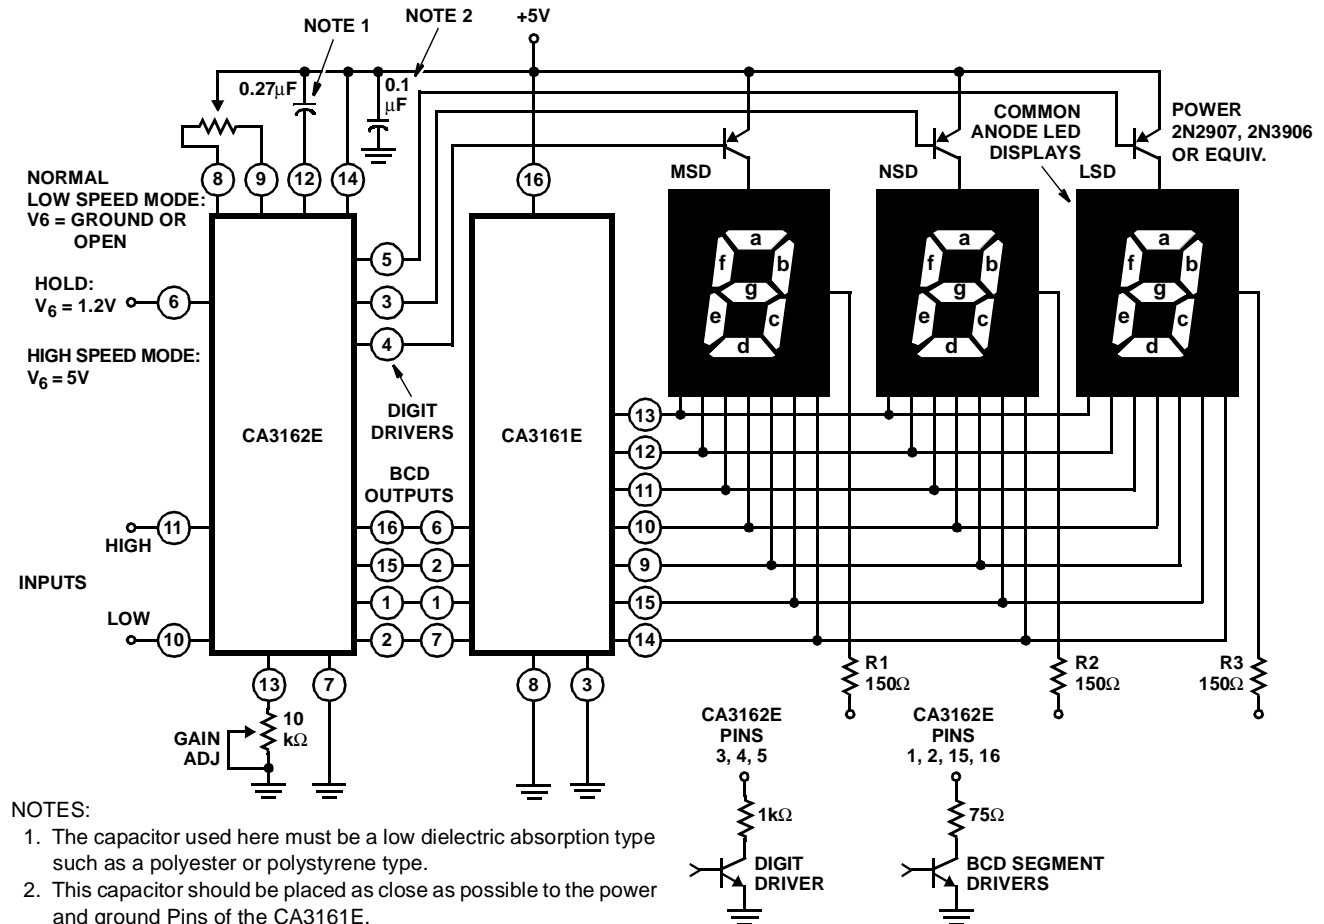 NOTE 1
NOTE 2
+5V
0.27μF
0.1
μF
COMMON
ANODE LED
DISPLAYS
POWER
2N2907, 2N3906
OR EQUIV.
MSD
NSD
LSD
8
9
12
14
16
NORMAL
LOW SPEED MODE:
V6 = GROUND OR
OPEN
HOLD:
V6 = 1.2V
6
HIGH SPEED MODE:
V6 = 5V
5
3
4
DIGIT
DRIVERS
CA3162E
CA3161E
BCD
OUTPUTS
a
f
b
g
e
c
d
a
f
b
g
e
c
d
a
f
b
g
e
c
d
13
12
11
10
9
15
14
11
HIGH
INPUTS
LOW
10
16
6
15
2
1
1
2
7
13
7
8
3
GAIN
ADJ
10
kΩ
R1
150Ω
R2
150Ω
R3
150Ω
CA3162E
PINS
3, 4, 5
1kΩ
DIGIT
DRIVER
CA3162E
PINS
1, 2, 15, 16
75Ω
BCD SEGMENT
DRIVERS
NOTES:
1. The capacitor used here must be a low dielectric absorption type
such as a polyester or polystyrene type.
2. This capacitor should be placed as close as possible to the power
and ground Pins of the CA3161E.